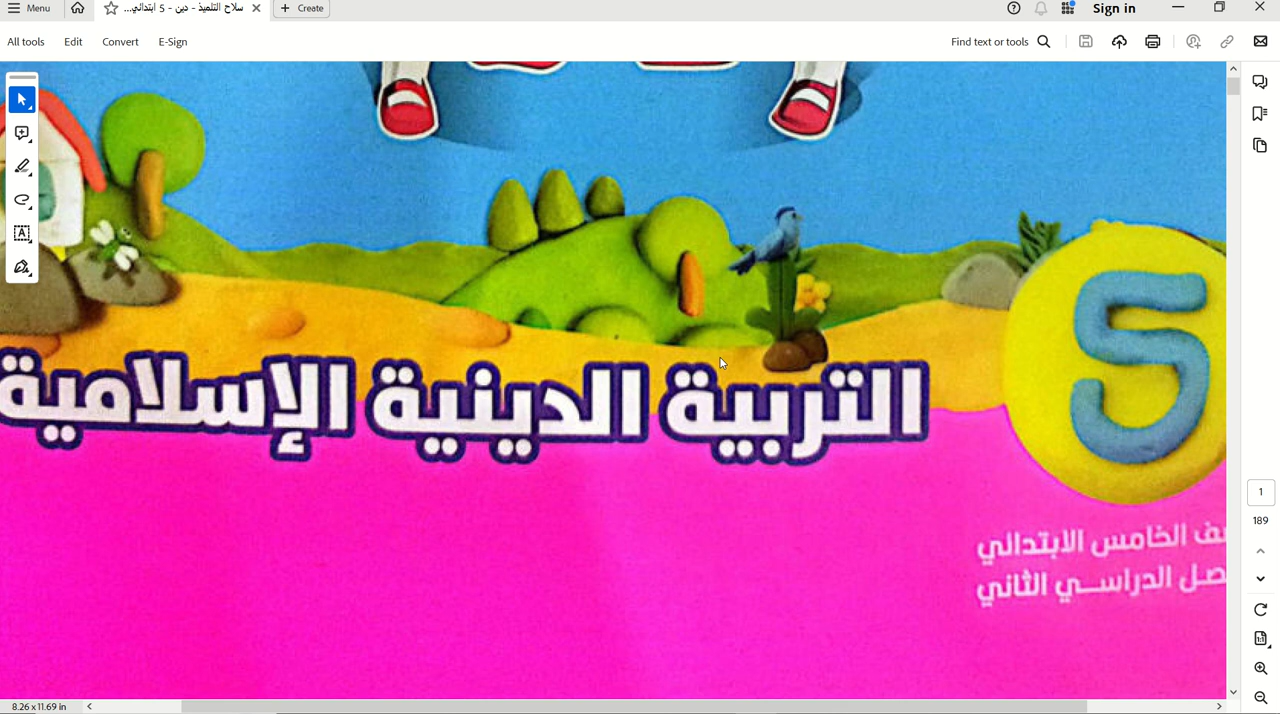 Menu
سلاح التلميذ - دين - 5 ابتدائي...
Create
Sign in
All tools
Edit
Convert
E-Sign
Find text or tools
5
التربية الدينية الإسلامية
الخامس الابتدائي
الدراسي الثاني
1
189
8.26 x 11.69 in